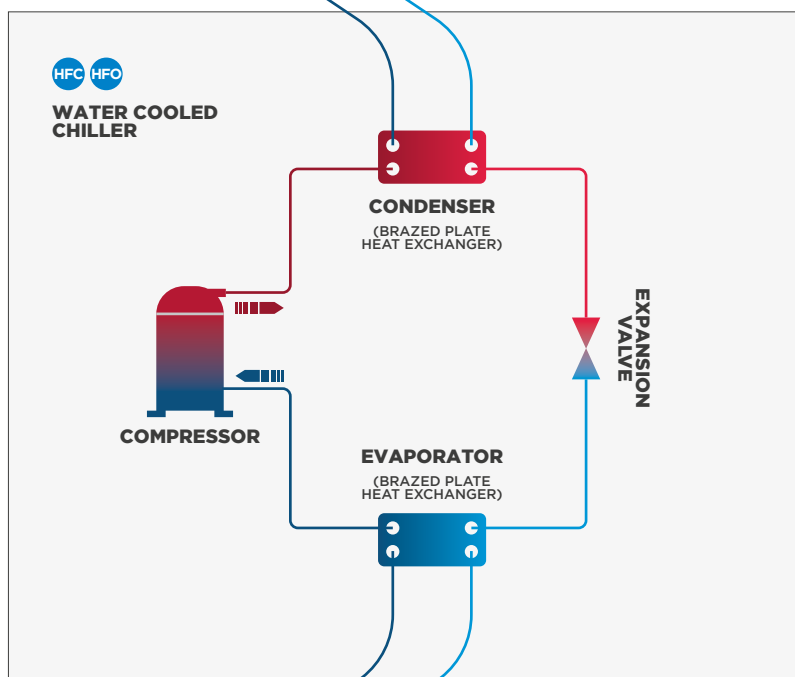 HFC HFO
WATER COOLED
CHILLER
CONDENSER
(BRAZED PLATE
HEAT EXCHANGER)
EXPANSION
VALVE
COMPRESSOR
EVAPORATOR
(BRAZED PLATE
HEAT EXCHANGER)